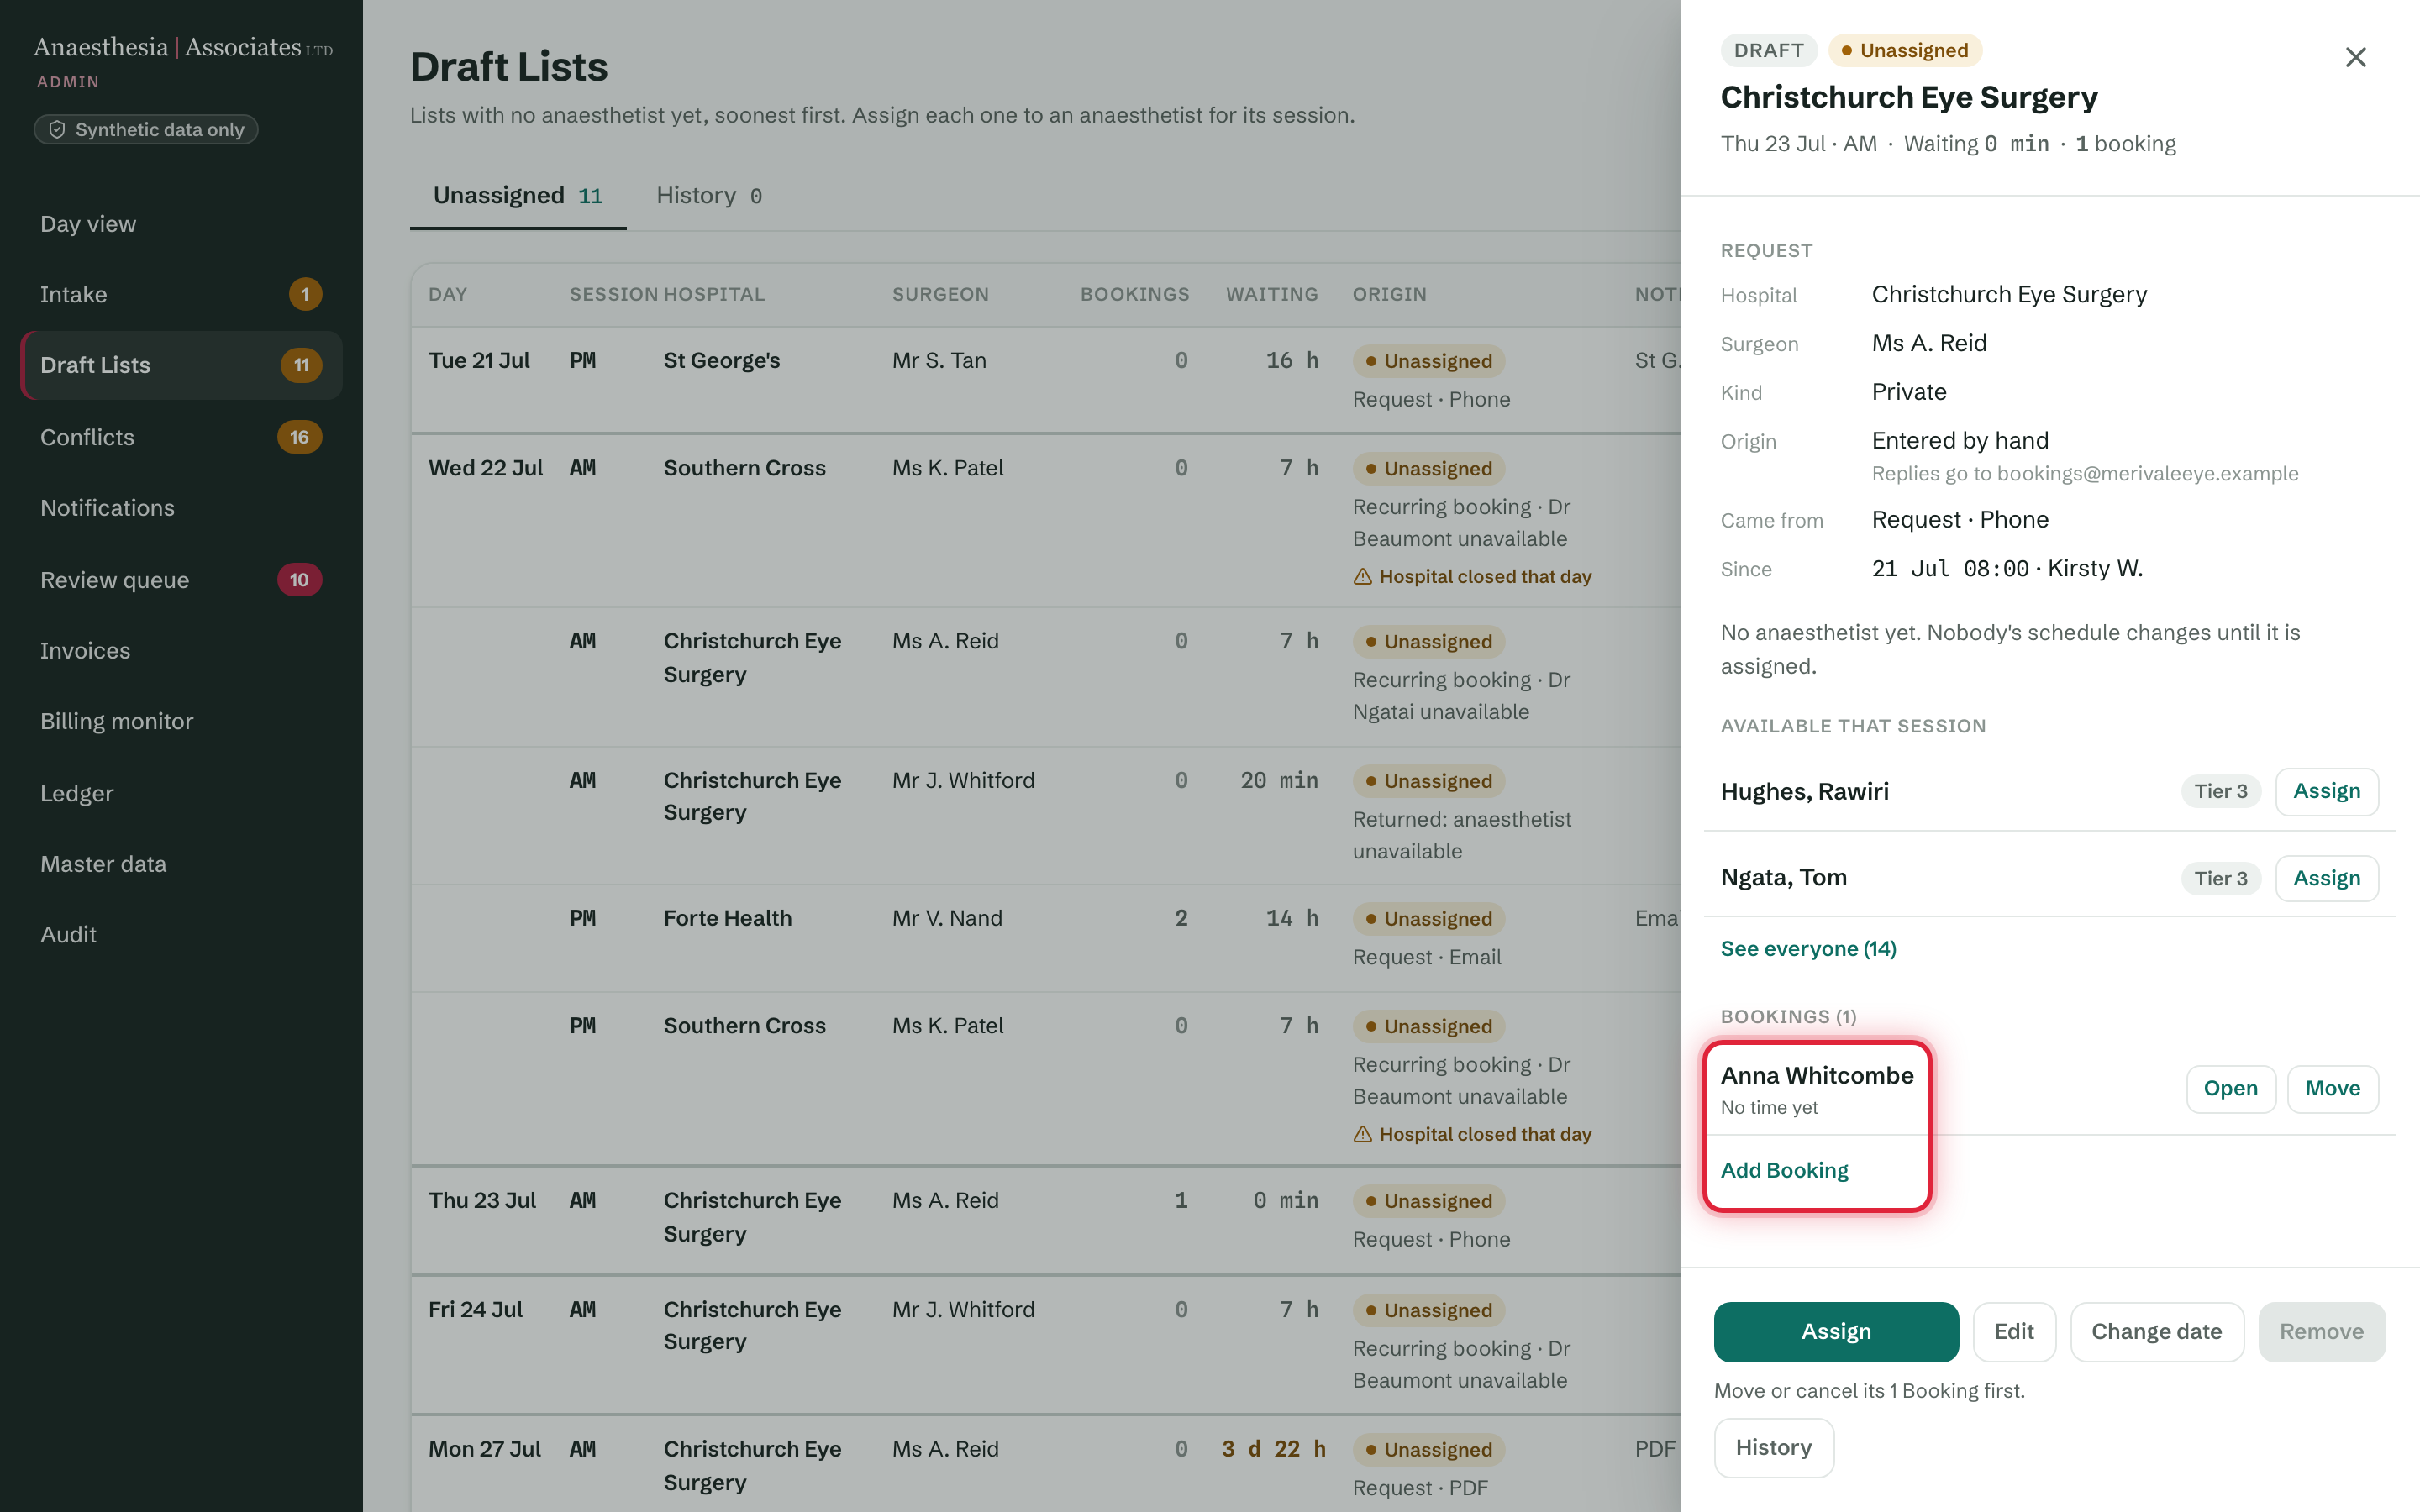 Anaesthesia | Associates LTD
ADMIN
Synthetic data only
Day view
Intake 1
Draft Lists 11
Conflicts 16
Notifications
Review queue 10
Invoices
Billing monitor
Ledger
Master data
Audit
Draft Lists
Lists with no anaesthetist yet, soonest first. Assign each one to an anaesthetist for its session.
Unassigned 11 History 0
DAY SESSION HOSPITAL SURGEON BOOKINGS WAITING ORIGIN
Tue 21 Jul PM St George's Mr S. Tan 0 16 h Unassigned St G.
Request · Phone
Wed 22 Jul AM Southern Cross Ms K. Patel 0 7 h Unassigned
Recurring booking · Dr
Beaumont unavailable
Hospital closed that day
AM Christchurch Eye Ms A. Reid 0 7 h Unassigned
Surgery
Recurring booking · Dr
Ngatai unavailable
AM Christchurch Eye Mr J. Whitford 0 20 min Unassigned
Surgery
Returned: anaesthetist
unavailable
PM Forte Health Mr V. Nand 2 14 h Unassigned
Request · Email
PM Southern Cross Ms K. Patel 0 7 h Unassigned
Recurring booking · Dr
Beaumont unavailable
Hospital closed that day
Thu 23 Jul AM Christchurch Eye Ms A. Reid 1 0 min Unassigned
Surgery
Request · Phone
Fri 24 Jul AM Christchurch Eye Mr J. Whitford 0 7 h Unassigned
Surgery
Recurring booking · Dr
Beaumont unavailable
Mon 27 Jul AM Christchurch Eye Ms A. Reid 0 3 d 22 h Unassigned PDF
Surgery
Request · PDF
DRAFT Unassigned
Christchurch Eye Surgery
Thu 23 Jul · AM · Waiting 0 min · 1 booking
REQUEST
Hospital Christchurch Eye Surgery
Surgeon Ms A. Reid
Kind Private
Origin Entered by hand
Replies go to bookings@merivaleeye.example
Came from Request · Phone
Since 21 Jul 08:00 · Kirsty W.
No anaesthetist yet. Nobody's schedule changes until it is
assigned.
AVAILABLE THAT SESSION
Hughes, Rawiri Tier 3 Assign
Ngata, Tom Tier 3 Assign
See everyone (14)
BOOKINGS (1)
Anna Whitcombe Open Move
No time yet
Add Booking
Assign Edit Change date Remove
Move or cancel its 1 Booking first.
History